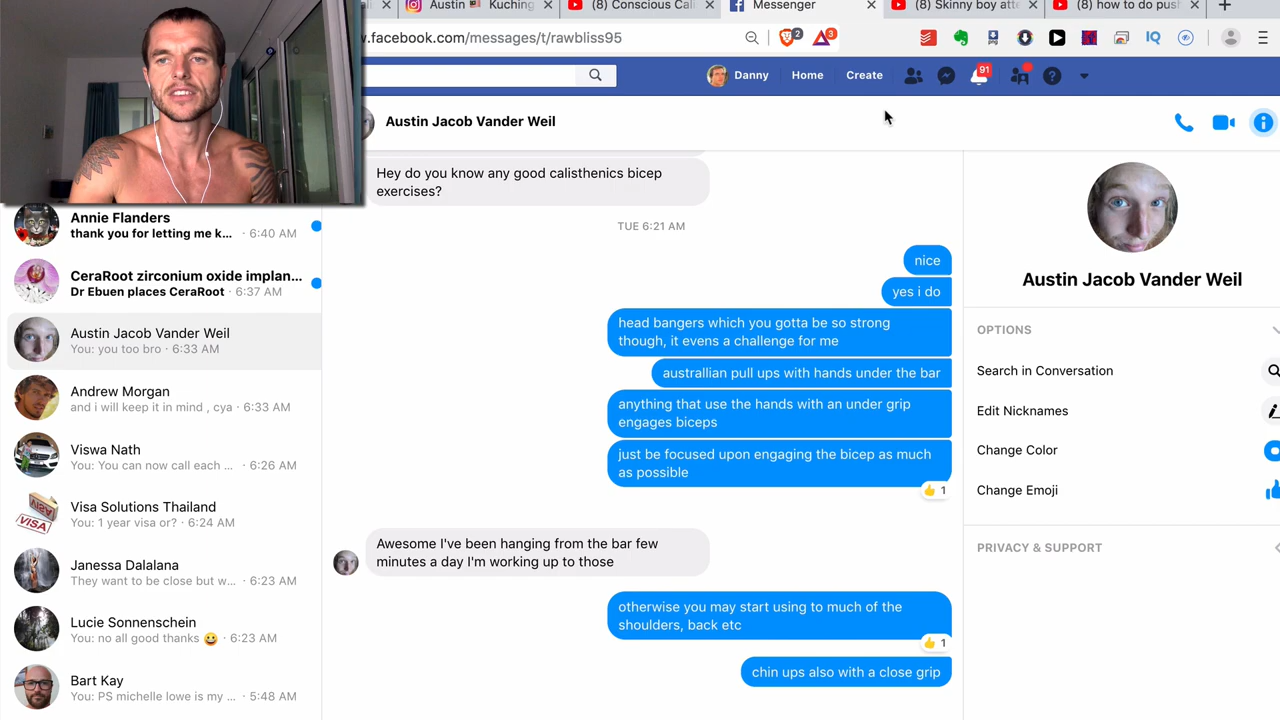 Austin 🇲🇾 Kuching
(8) Conscious Cali
Messenger
(8) Skinny boy atte
(8) how to do push
w.facebook.com/messages/t/rawbliss95
2
3
IQ
Danny
Home
Create
91
Austin Jacob Vander Weil
Hey do you know any good calisthenics bicep
exercises?
TUE 6:21 AM
nice
yes i do
head bangers which you gotta be so strong
though, it evens a challenge for me
australlian pull ups with hands under the bar
anything that use the hands with an under grip
engages biceps
just be focused upon engaging the bicep as much
as possible
👍 1
Awesome I've been hanging from the bar few
minutes a day I'm working up to those
otherwise you may start using to much of the
shoulders, back etc
👍 1
chin ups also with a close grip
Annie Flanders
thank you for letting me k... · 6:40 AM
CeraRoot zirconium oxide implan...
Dr Ebuen places CeraRoot · 6:37 AM
Austin Jacob Vander Weil
You: you too bro · 6:33 AM
Andrew Morgan
and i will keep it in mind , cya · 6:33 AM
Viswa Nath
You: You can now call each ... · 6:26 AM
VISA
Visa Solutions Thailand
You: 1 year visa or? · 6:24 AM
Janessa Dalalana
They want to be close but w... · 6:23 AM
Lucie Sonnenschein
You: no all good thanks 😀 · 6:23 AM
Bart Kay
You: PS michelle lowe is my ... · 5:48 AM
Austin Jacob Vander Weil
OPTIONS
Search in Conversation
Edit Nicknames
Change Color
Change Emoji
PRIVACY & SUPPORT